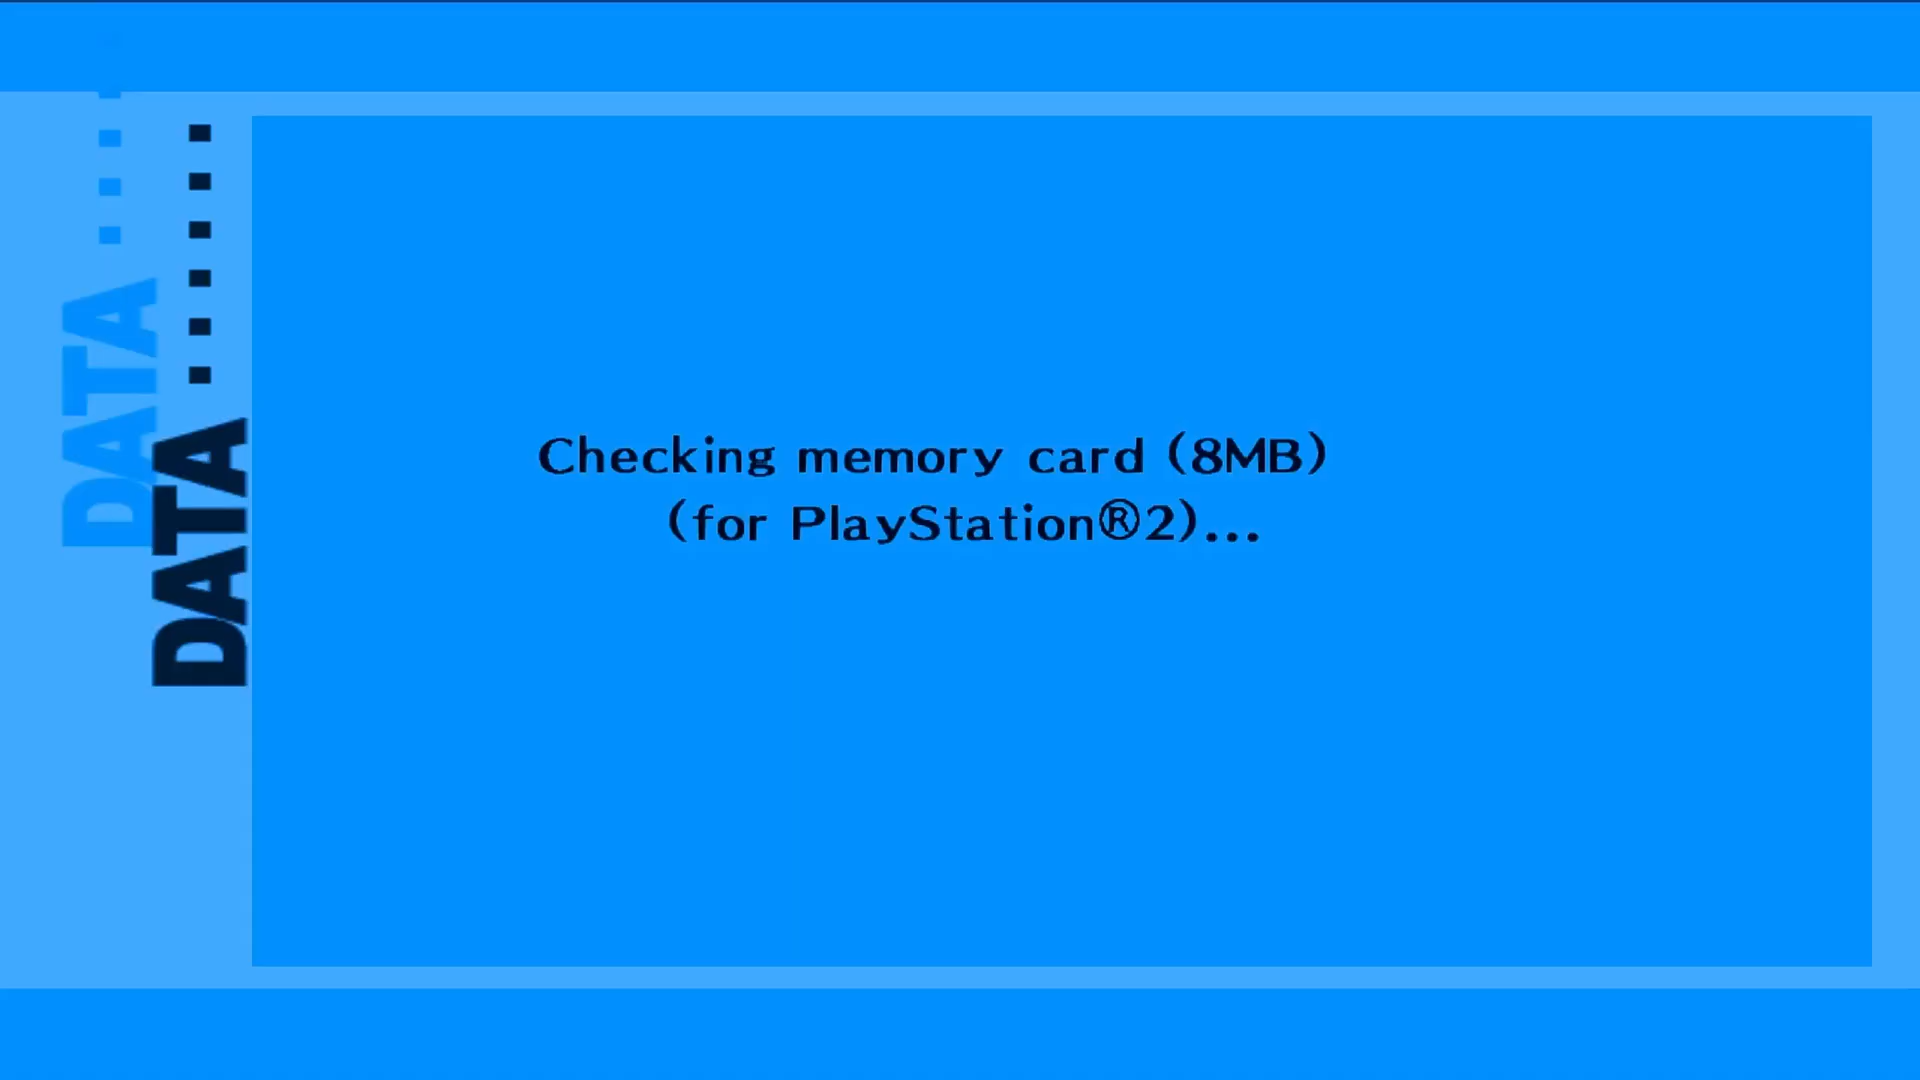 DATA ......
DATA ....
Checking memory card (8MB)
(for PlayStation®2)...